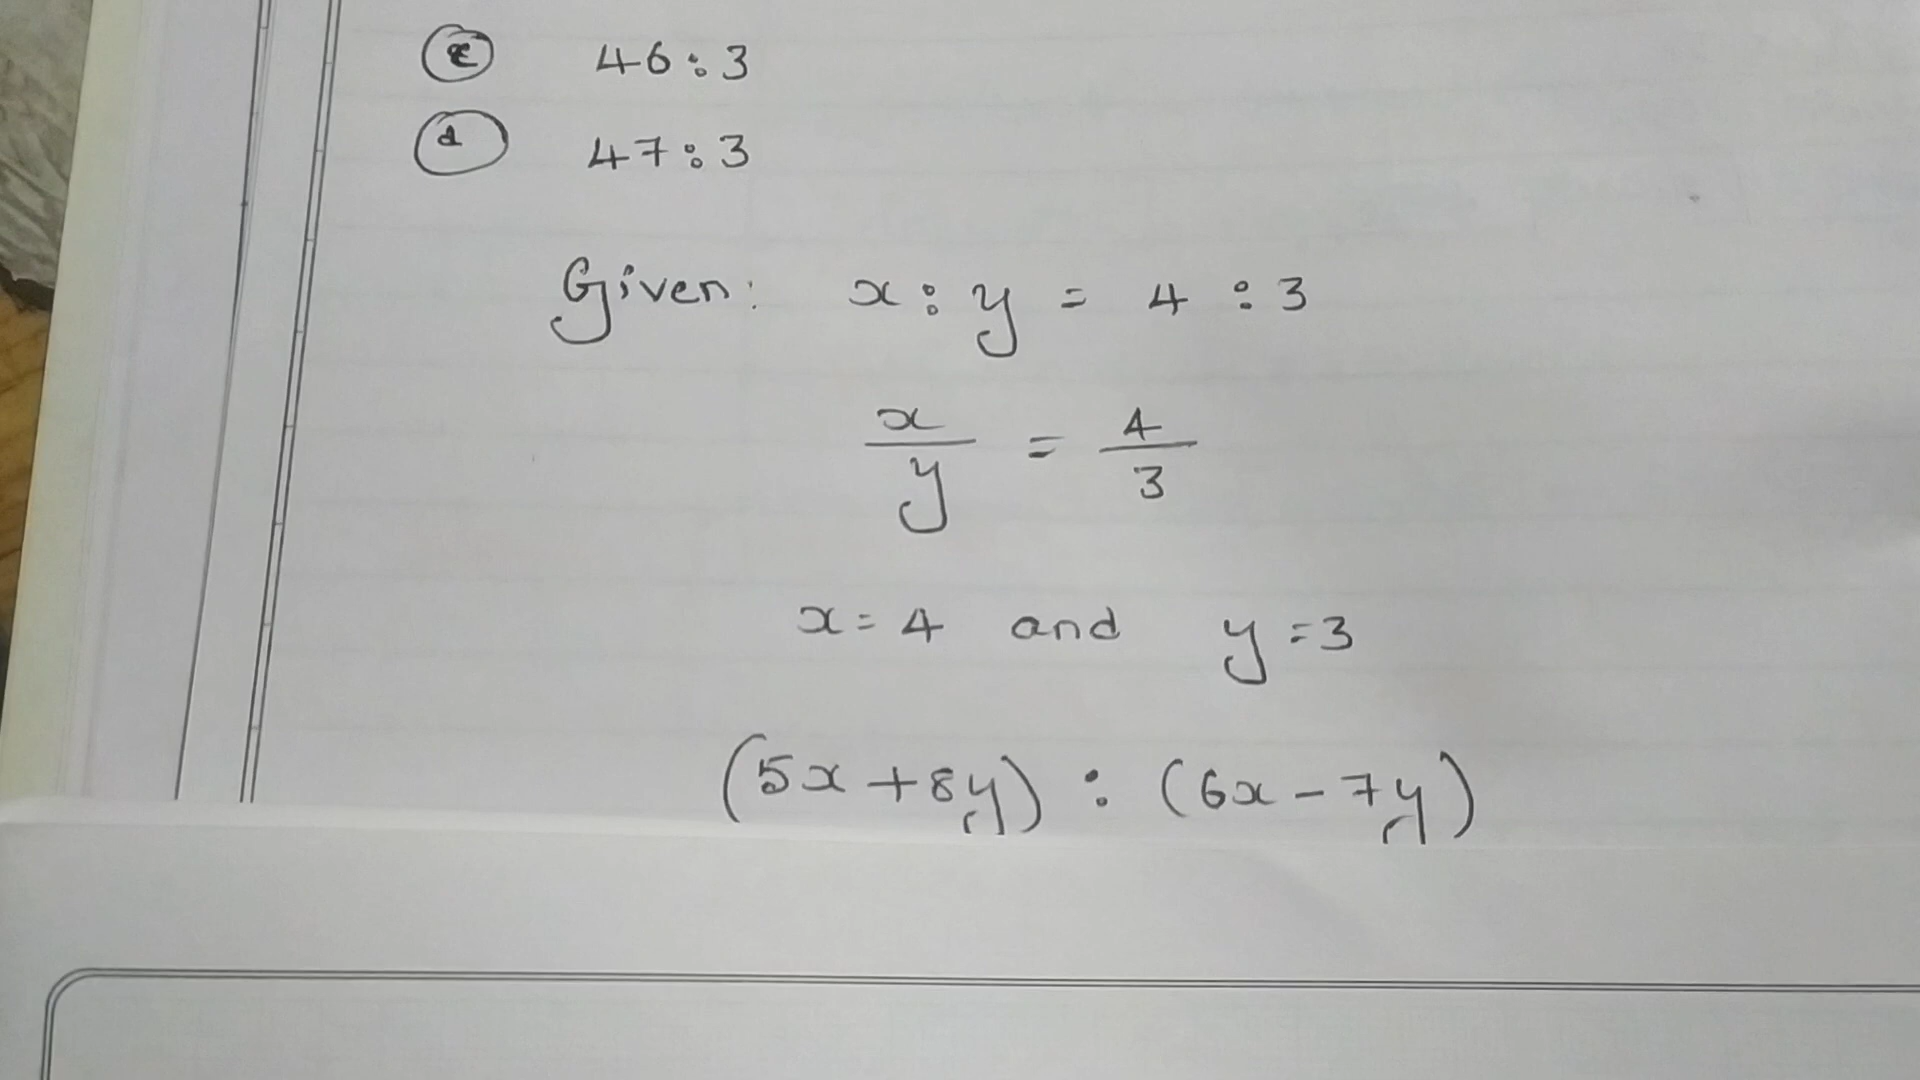 c 46:3
d 47:3
Given: x:y = 4:3
x/y = 4/3
x=4 and y=3
(5x+8y) : (6x-7y)